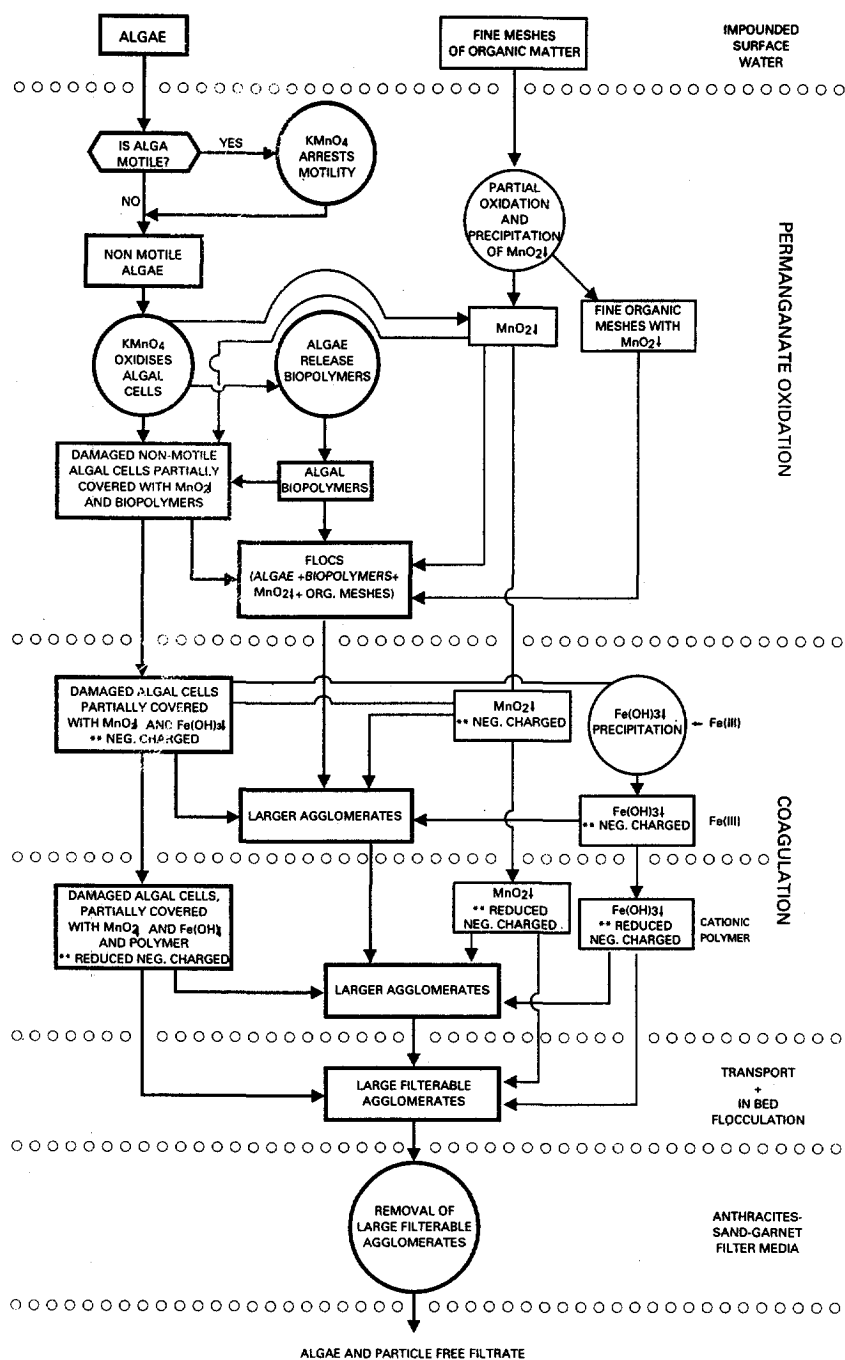 ALGAE
FINE MESHES
OF ORGANIC MATTER
IMPOUNDED
SURFACE
WATER
IS ALGA
MOTILE?
YES
KMnO4
ARRESTS
MOTILITY
NO
PARTIAL
OXIDATION
AND
PRECIPITATION
OF MnO2↓
NON MOTILE
ALGAE
PERMANGANATE OXIDATION
KMnO4
OXIDISES
ALGAL
CELLS
ALGAE
RELEASE
BIOPOLYMERS
MnO2↓
FINE ORGANIC
MESHES WITH
MnO2↓
DAMAGED NON-MOTILE
ALGAL CELLS PARTIALLY
COVERED WITH MnO2↓
AND BIOPOLYMERS
ALGAL
BIOPOLYMERS
FLOCS
(ALGAE +BIOPOLYMERS+
MnO2↓+ ORG. MESHES)
DAMAGED ALGAL CELLS
PARTIALLY COVERED
WITH MnO2↓ AND Fe(OH)3↓
** NEG. CHARGED
MnO2↓
** NEG. CHARGED
Fe(OH)3↓
PRECIPITATION
← Fe(III)
LARGER AGGLOMERATES
Fe(OH)3↓
** NEG. CHARGED
Fe(III)
COAGULATION
DAMAGED ALGAL CELLS,
PARTIALLY COVERED
WITH MnO2↓ AND Fe(OH)3↓
AND POLYMER
** REDUCED NEG. CHARGED
MnO2↓
** REDUCED
NEG. CHARGED
Fe(OH)3↓
** REDUCED
NEG. CHARGED
CATIONIC
POLYMER
LARGER AGGLOMERATES
LARGE FILTERABLE
AGGLOMERATES
TRANSPORT
+
IN BED
FLOCCULATION
REMOVAL OF
LARGE FILTERABLE
AGGLOMERATES
ANTHRACITES-
SAND-GARNET
FILTER MEDIA
ALGAE AND PARTICLE FREE FILTRATE